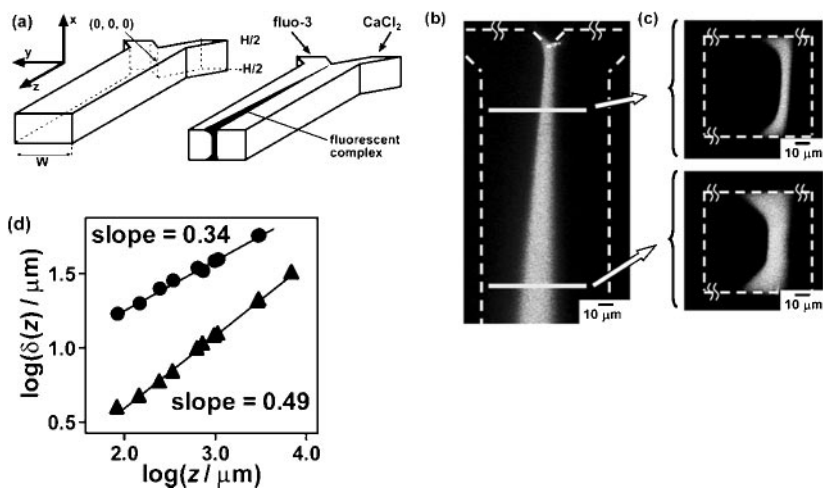 (a)
x
y
z
(0, 0, 0)
H/2
-H/2
W
fluo-3
CaCl2
fluorescent
complex
(b)
10 μm
(c)
10 μm
10 μm
(d)
slope = 0.34
slope = 0.49
log(δ(z) / μm)
1.5
1.0
0.5
2.0 3.0 4.0
log(z / μm)